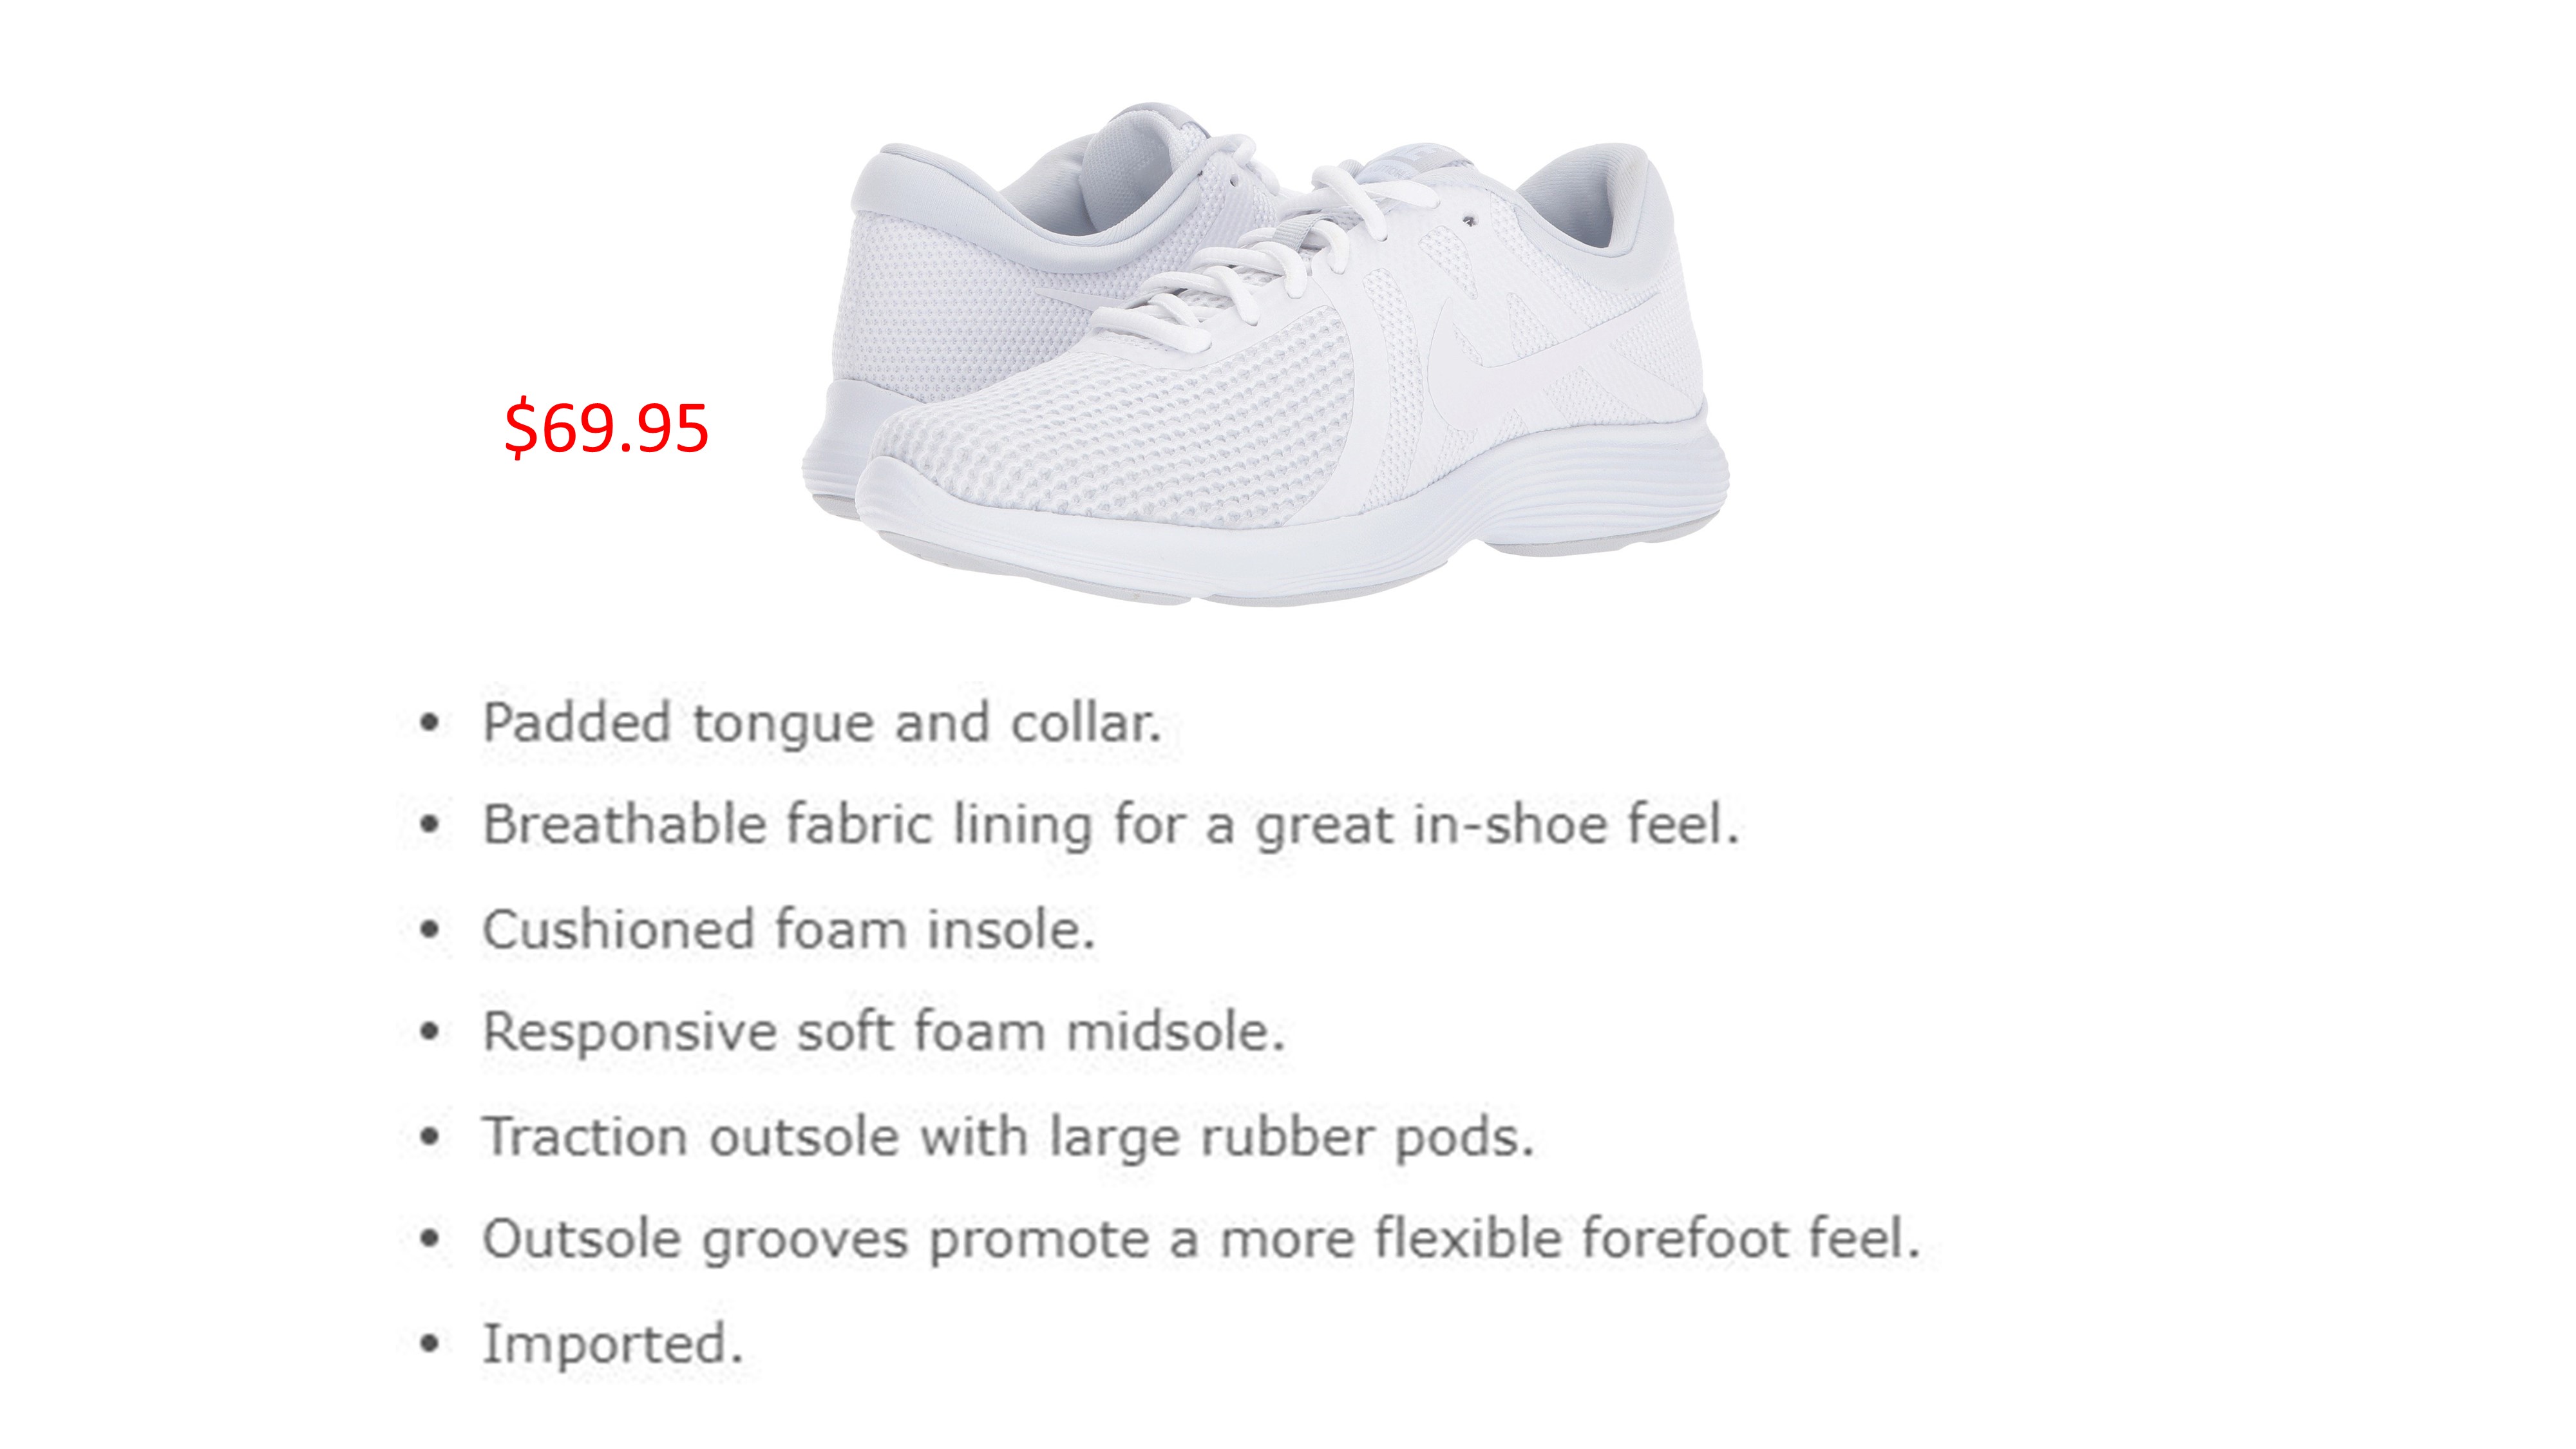 $69.95
• Padded tongue and collar.
• Breathable fabric lining for a great in-shoe feel.
• Cushioned foam insole.
• Responsive soft foam midsole.
• Traction outsole with large rubber pods.
• Outsole grooves promote a more flexible forefoot feel.
• Imported.